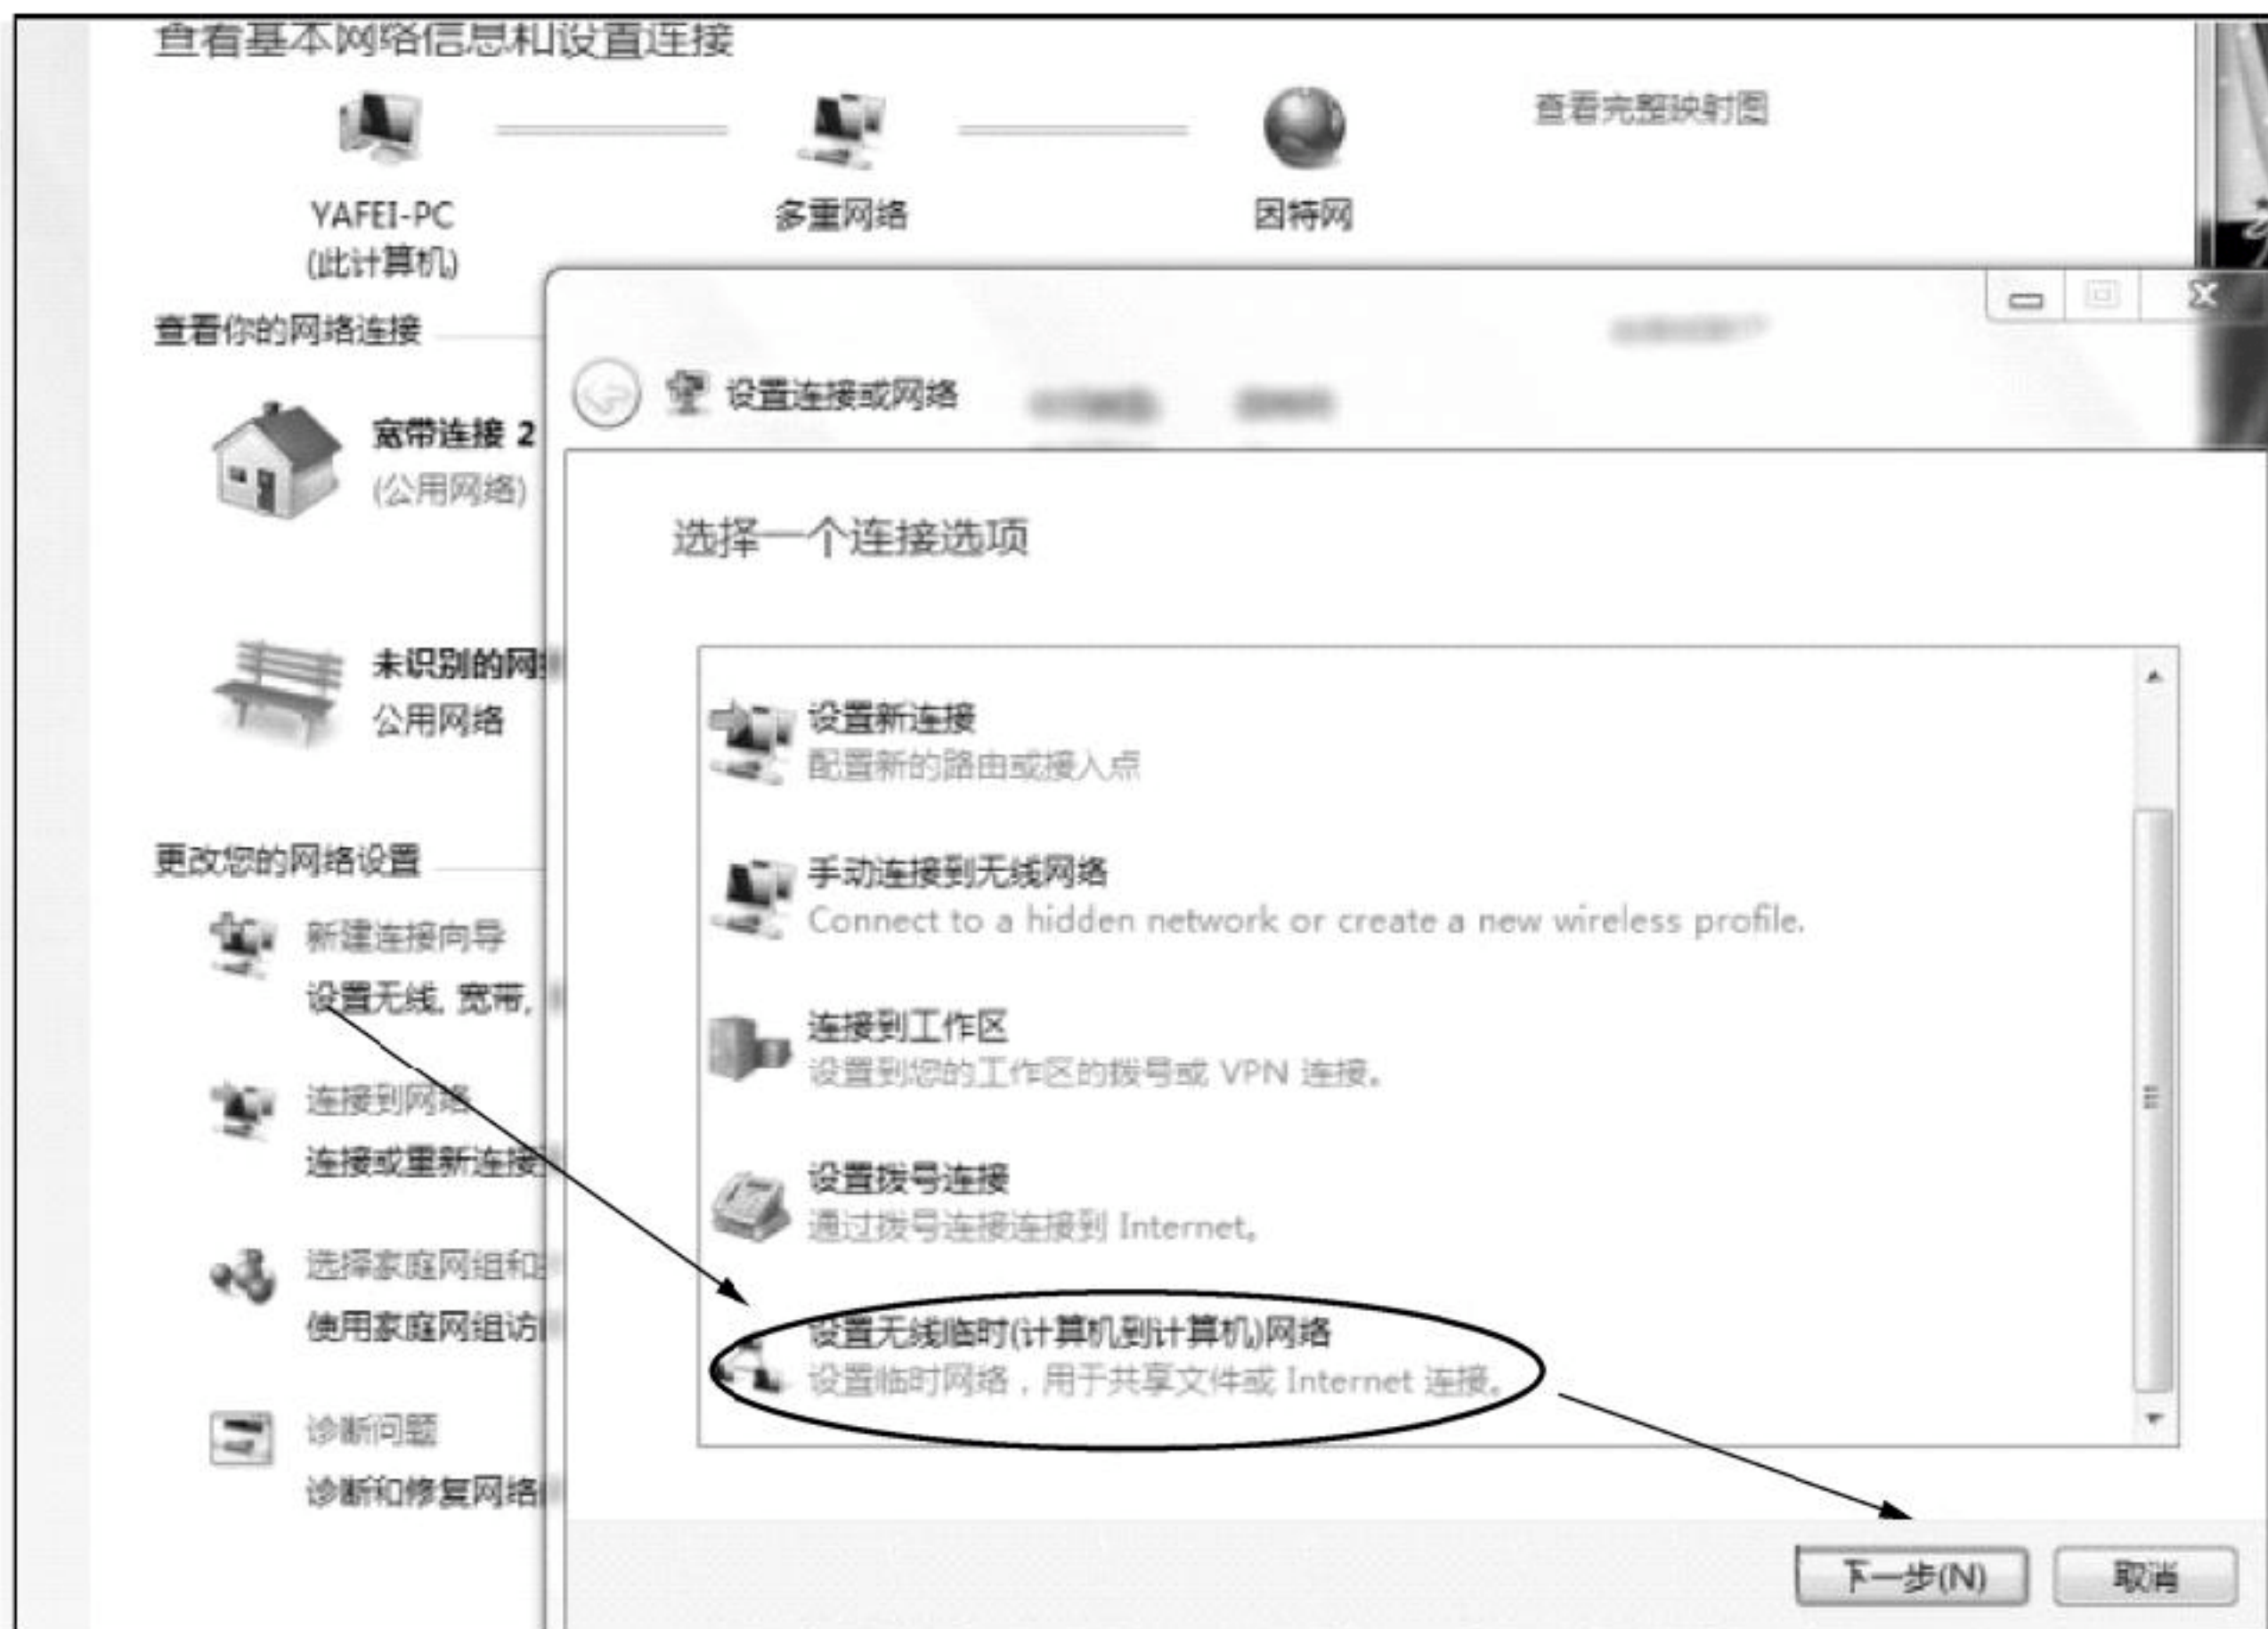 查看基本网络信息和设置连接
查看完整映射图
YAFEI-PC
(此计算机)
多重网络
因特网
查看你的网络连接
宽带连接 2
(公用网络)
未识别的网
公用网络
更改您的网络设置
新建连接向导
设置无线, 宽带,
连接到网络
连接或重新连接
选择家庭网组和
使用家庭网组访
诊断问题
诊断和修复网络
设置连接或网络
选择一个连接选项
设置新连接
配置新的路由或接入点
手动连接到无线网络
Connect to a hidden network or create a new wireless profile.
连接到工作区
设置到您的工作区的拨号或 VPN 连接。
设置拨号连接
通过拨号连接连接到 Internet。
设置无线临时(计算机到计算机)网络
设置临时网络，用于共享文件或 Internet 连接。
下一步(N)
取消